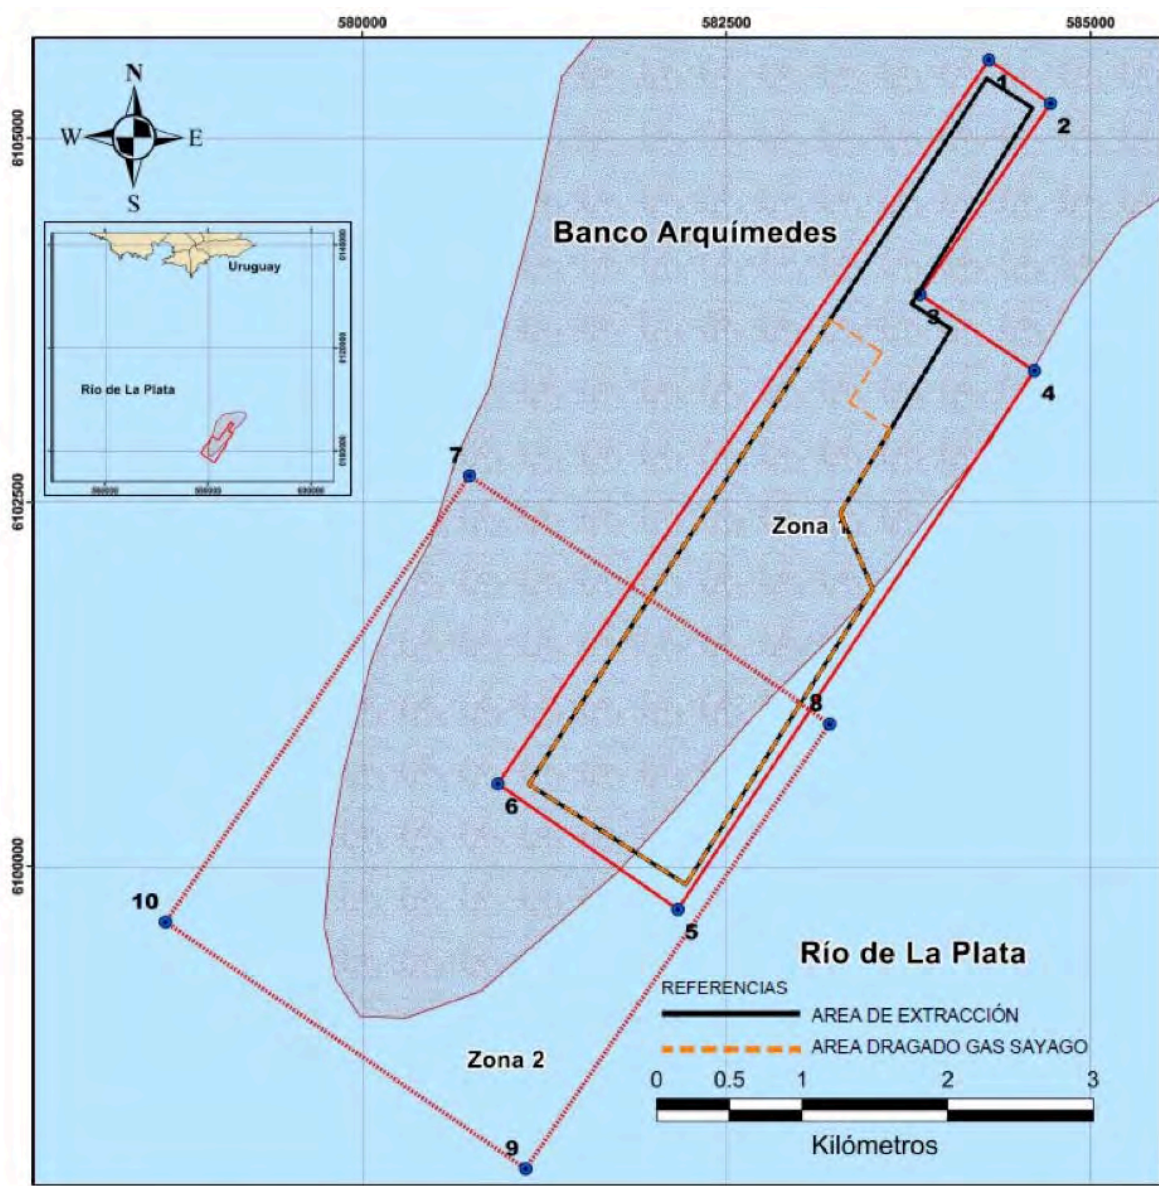 580000
582500
585000
N
W
E
S
6105000
6102500
6100000
1
2
Banco Arquímedes
3
4
Uruguay
Río de La Plata
7
Zona 1
8
6
5
10
Río de La Plata
REFERENCIAS
AREA DE EXTRACCIÓN
AREA DRAGADO GAS SAYAGO
Zona 2
0 0.5 1 2 3
Kilómetros
9